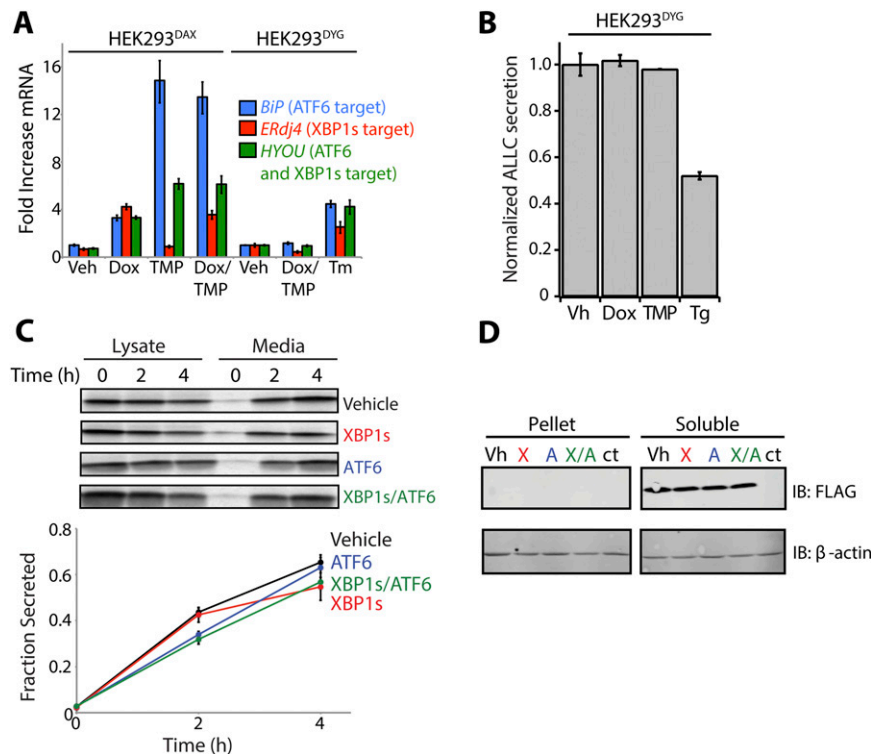 A
HEK293DAX
HEK293DYG
Fold Increase mRNA
16
12
8
4
0
BiP (ATF6 target)
ERdj4 (XBP1s target)
HYOU (ATF6
and XBP1s target)
Veh
Dox
TMP
Dox/
TMP
Veh
Dox/
TMP
Tm
B
HEK293DYG
Normalized ALLC secretion
1.0
0.8
0.6
0.4
0.2
0
Vh
Dox
TMP
Tg
C
Lysate
Media
Time (h)
0
2
4
0
2
4
Vehicle
XBP1s
ATF6
XBP1s/ATF6
Fraction Secreted
0.8
0.6
0.4
0.2
0
Vehicle
ATF6
XBP1s/ATF6
XBP1s
0
2
4
Time (h)
D
Pellet
Soluble
Vh X A X/A ct
Vh X A X/A ct
IB: FLAG
IB: β-actin